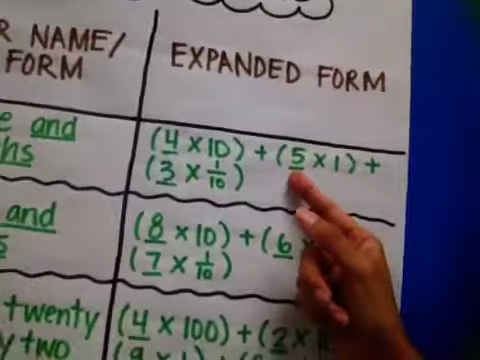 R NAME/
FORM
EXPANDED FORM
e and
ths
(4 × 10) + (5 × 1) +
(3 × 1/10)
and
(8 × 10) + (6
(7 × 1/10)
twenty
y two
(4 × 100) + (2 ×